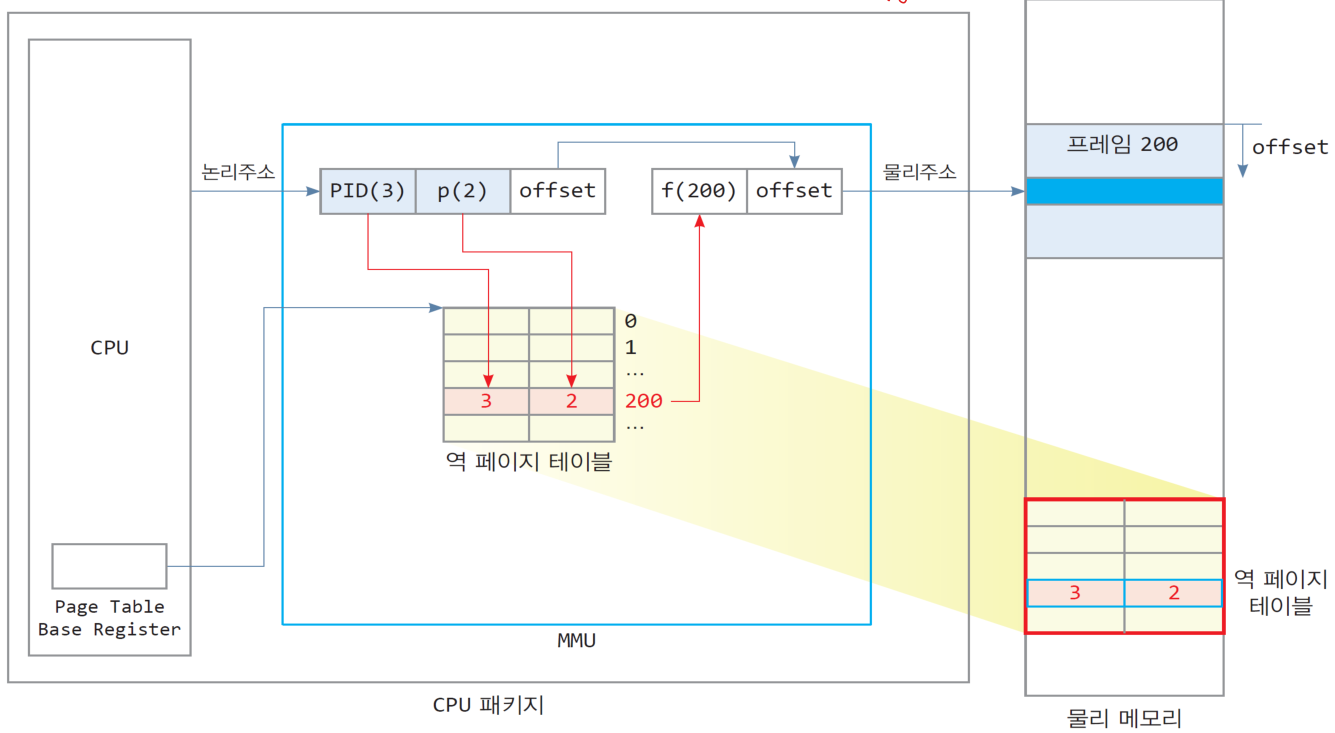 논리주소
PID(3) p(2) offset
f(200) offset
물리주소
프레임 200
offset
CPU
0
1
...
3 2 200
...
역 페이지 테이블
Page Table
Base Register
MMU
CPU 패키지
3 2
역 페이지
테이블
물리 메모리